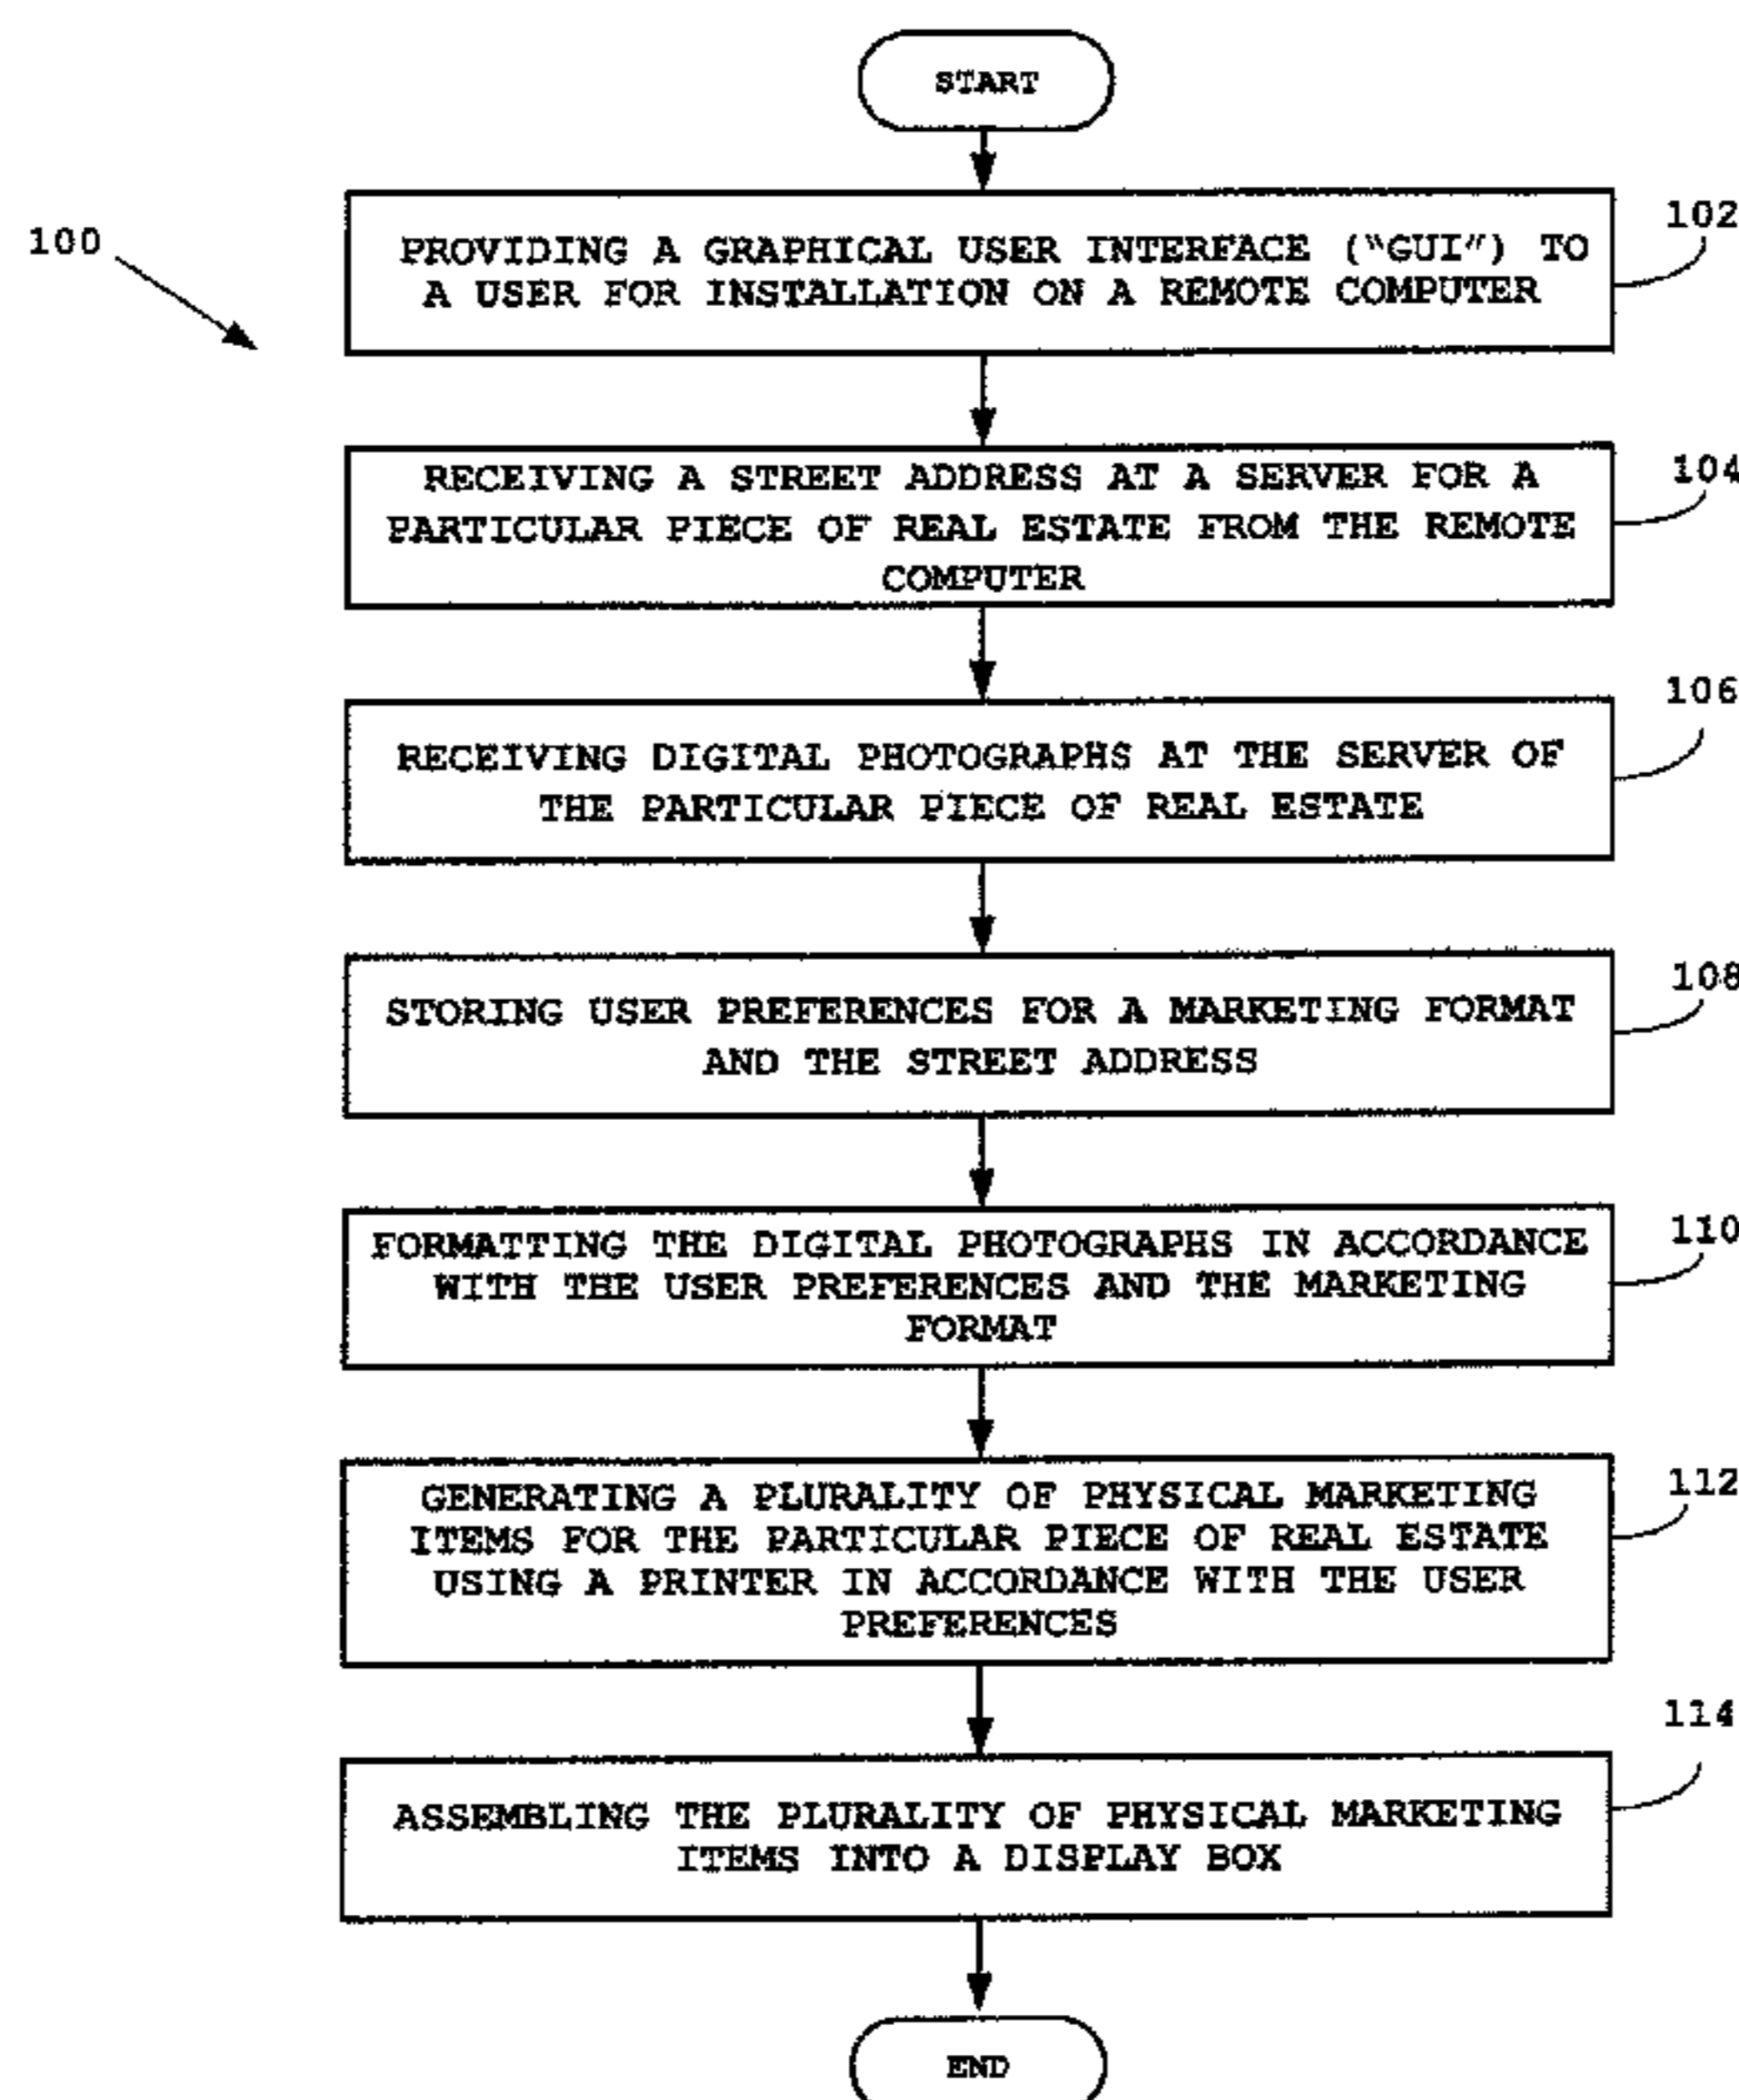 START
100
PROVIDING A GRAPHICAL USER INTERFACE ("GUI") TO
A USER FOR INSTALLATION ON A REMOTE COMPUTER
102
RECEIVING A STREET ADDRESS AT A SERVER FOR A
PARTICULAR PIECE OF REAL ESTATE FROM THE REMOTE
COMPUTER
104
RECEIVING DIGITAL PHOTOGRAPHS AT THE SERVER OF
THE PARTICULAR PIECE OF REAL ESTATE
106
STORING USER PREFERENCES FOR A MARKETING FORMAT
AND THE STREET ADDRESS
108
FORMATTING THE DIGITAL PHOTOGRAPHS IN ACCORDANCE
WITH THE USER PREFERENCES AND THE MARKETING
FORMAT
110
GENERATING A PLURALITY OF PHYSICAL MARKETING
ITEMS FOR THE PARTICULAR PIECE OF REAL ESTATE
USING A PRINTER IN ACCORDANCE WITH THE USER
PREFERENCES
112
ASSEMBLING THE PLURALITY OF PHYSICAL MARKETING
ITEMS INTO A DISPLAY BOX
114
END